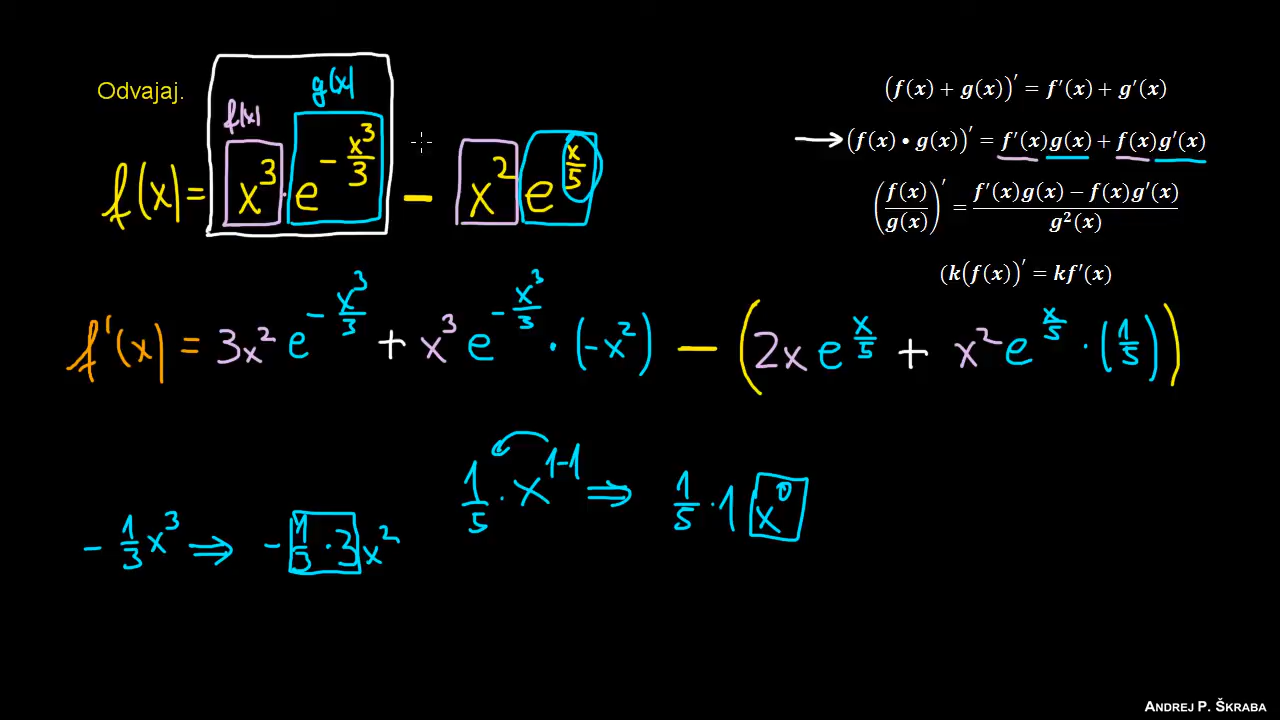 Odvajaj.
f(x) g(x)
f(x) = x³ · e^(-x³/3) - x² e^(x/5)
(f(x) + g(x))′ = f′(x) + g′(x)
(f(x) • g(x))′ = f′(x)g(x) + f(x)g′(x)
(f(x)/g(x))′ = (f′(x)g(x) − f(x)g′(x))/g²(x)
(k(f(x))′ = kf′(x)
f'(x) = 3x² e^(-x³/3) + x³ e^(-x³/3) · (-x²) - (2x e^(x/5) + x² e^(x/5) · (1/5))
1/5 · x^(1-1) ⇒ 1/5 · 1 x⁰
- 1/3 x³ ⇒ - 1/3 · 3 x²
ANDREJ P. ŠKRABA